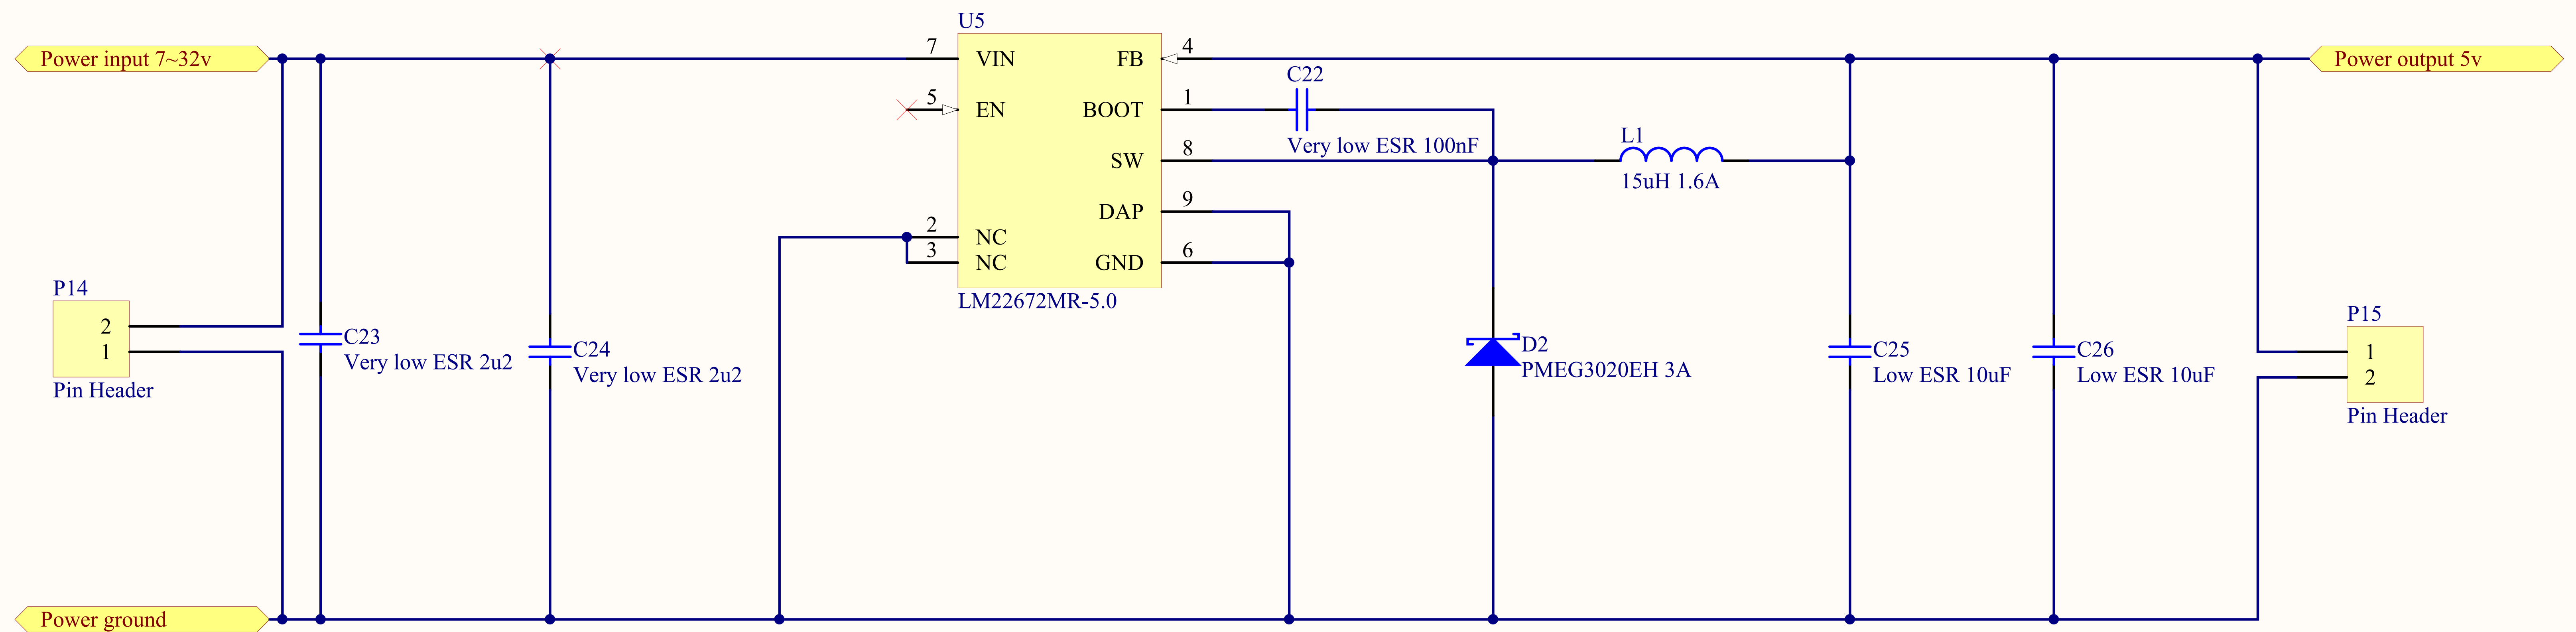 U5
Power input 7~32v
7
VIN
FB
4
Power output 5v
C22
5
EN
BOOT
1
Very low ESR 100nF
SW
8
L1
15uH 1.6A
DAP
9
2
NC
3
NC
GND
6
LM22672MR-5.0
P14
2
1
Pin Header
C23
Very low ESR 2u2
C24
Very low ESR 2u2
D2
PMEG3020EH 3A
C25
Low ESR 10uF
C26
Low ESR 10uF
P15
1
2
Pin Header
Power ground